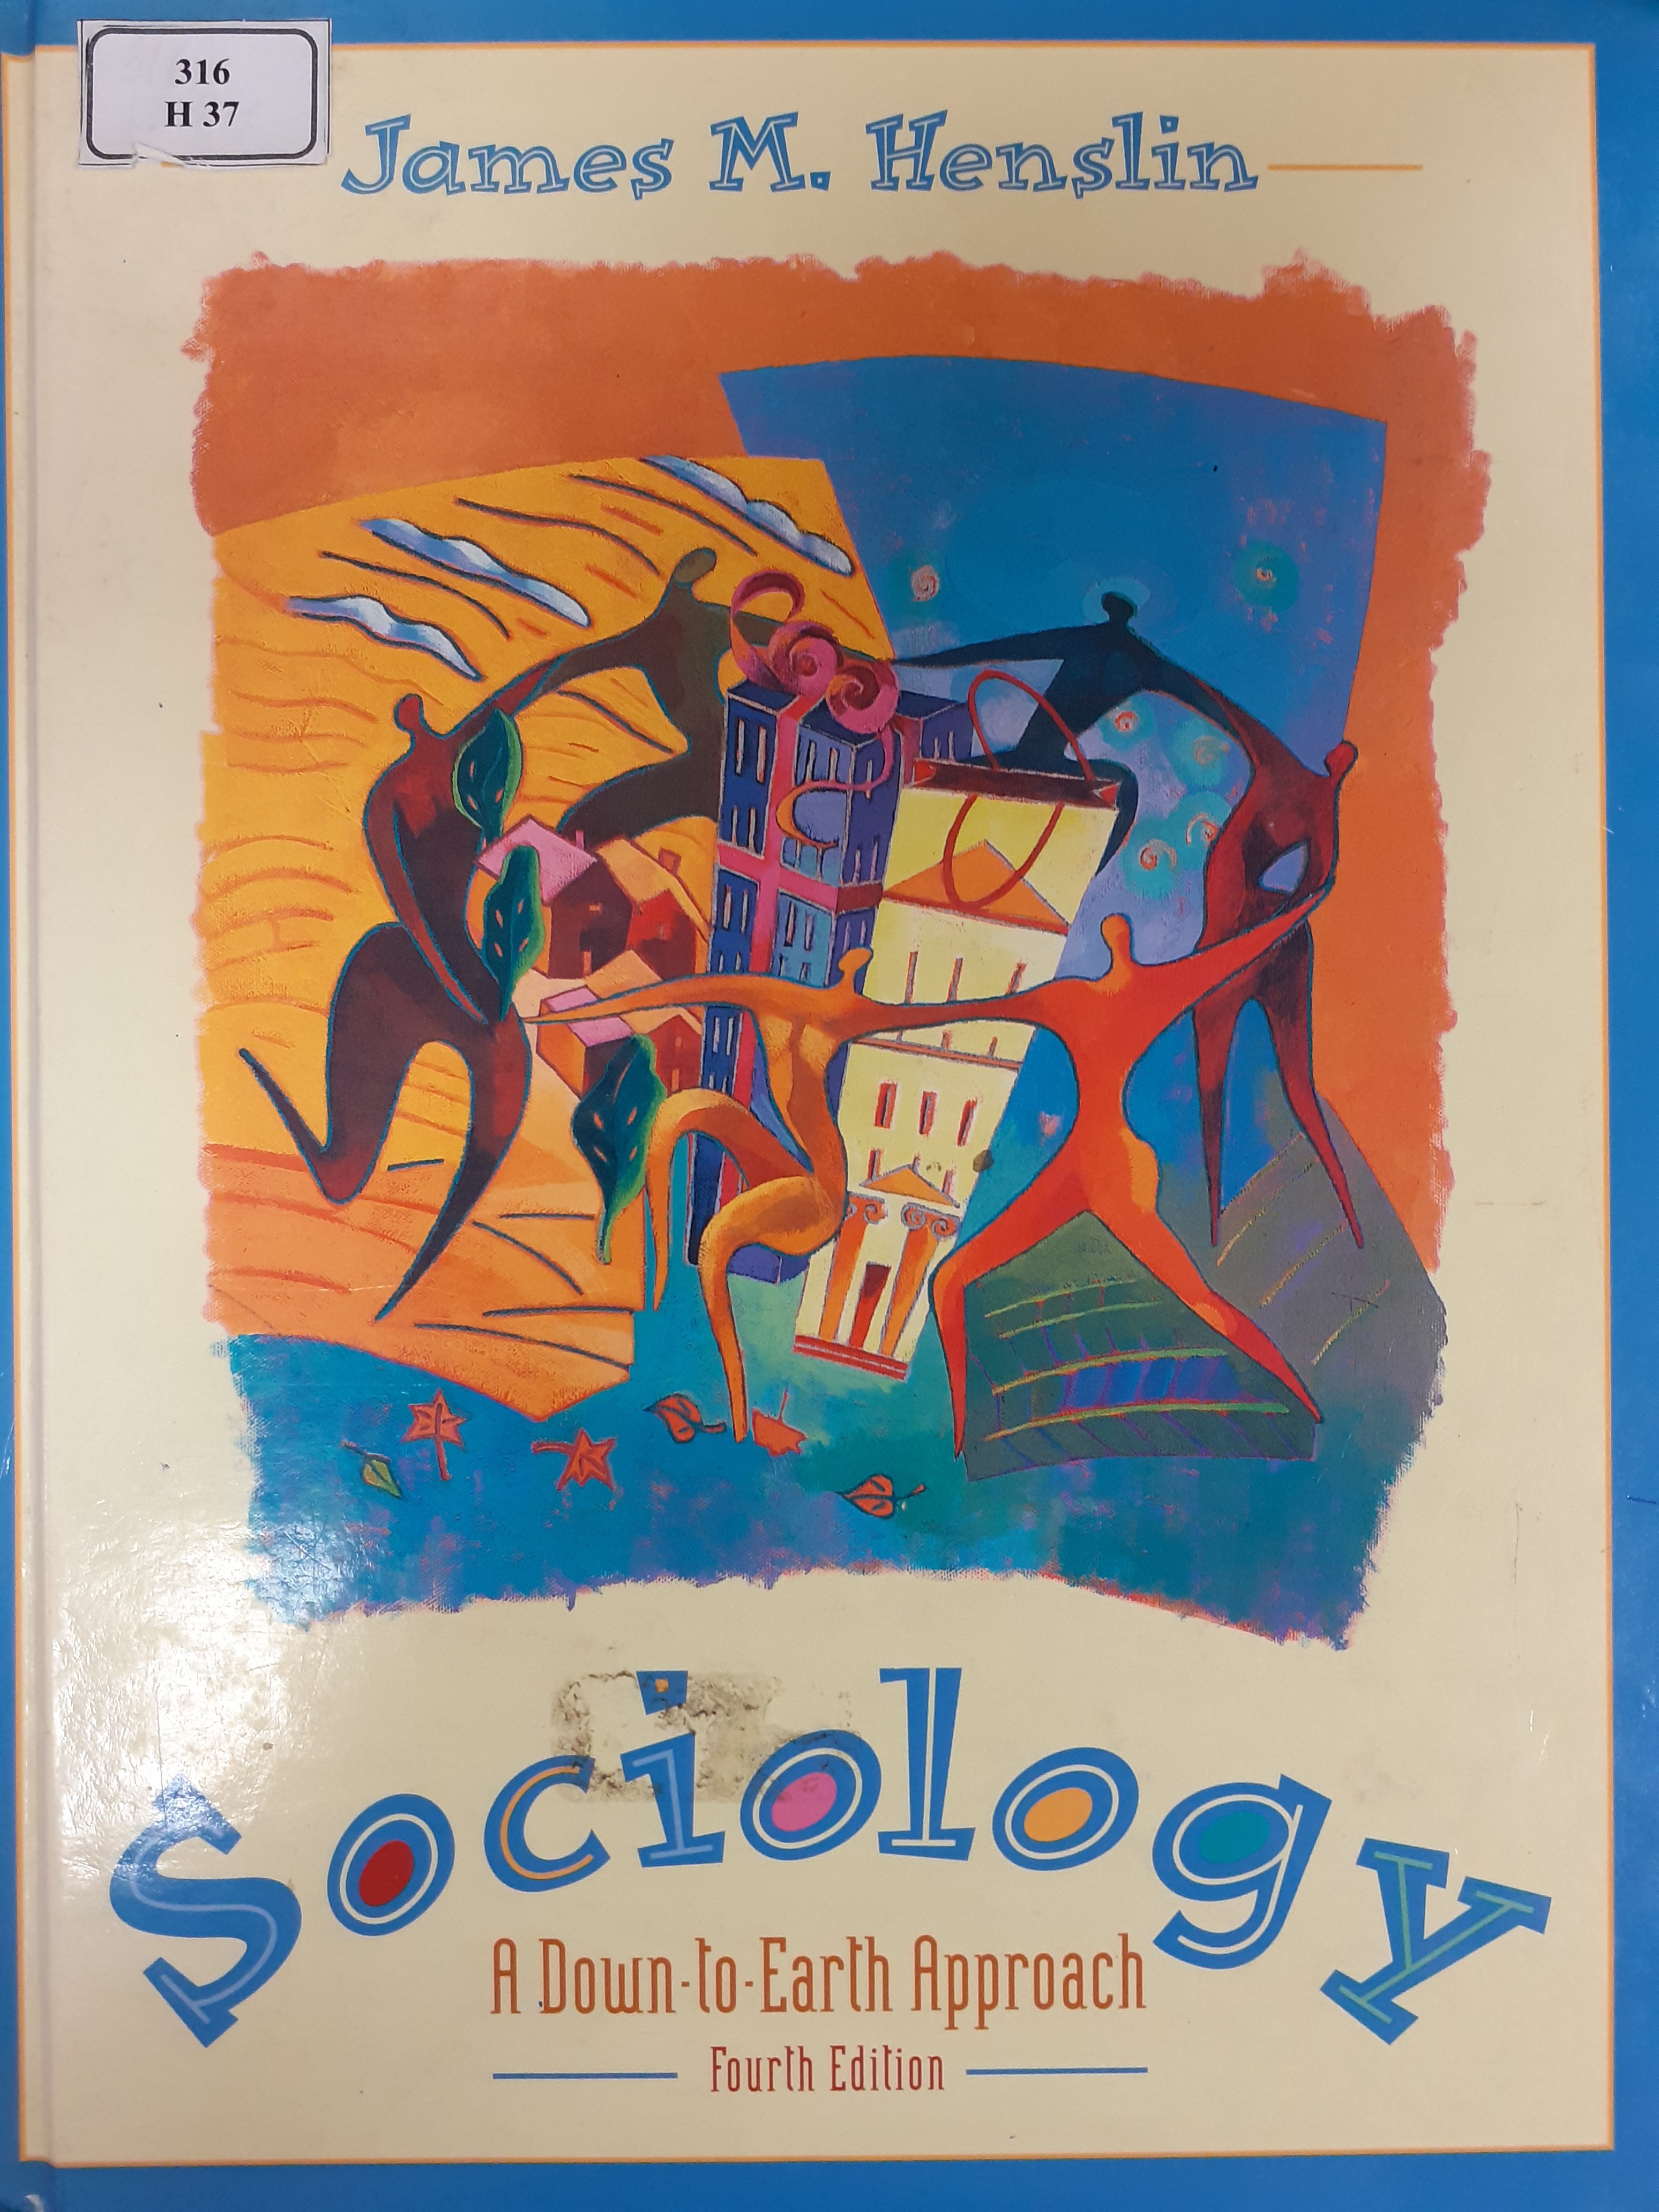 316
H 37
James M. Henslin
Sociology
A Down-to-Earth Approach
Fourth Edition